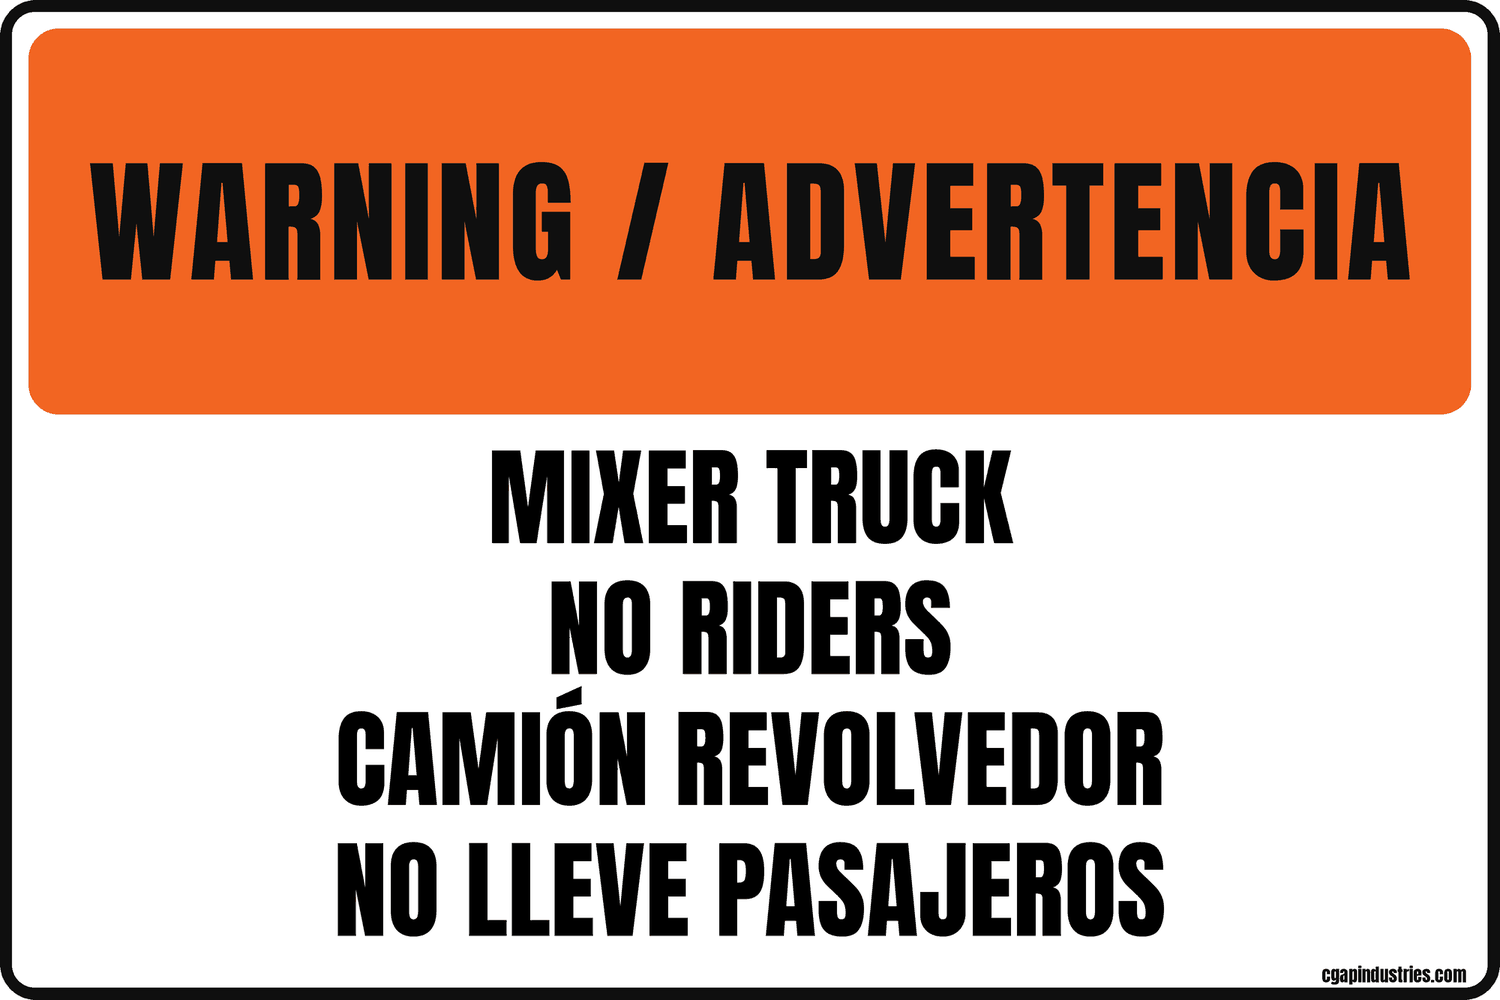 WARNING / ADVERTENCIA
MIXER TRUCK
NO RIDERS
CAMIÓN REVOLVEDOR
NO LLEVE PASAJEROS
cgapindustries.com